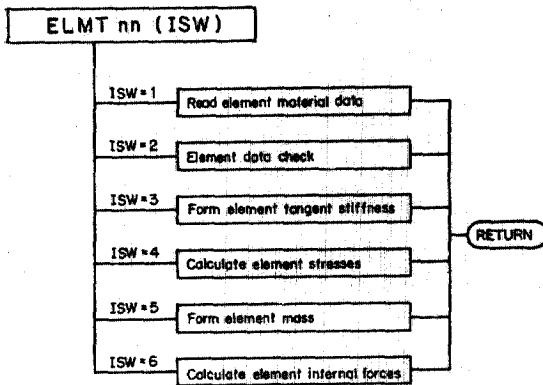 ELMT nn (ISW)
ISW=1
Read element material data
ISW=2
Element data check
ISW=3
Form element tangent stiffness
RETURN
ISW=4
Calculate element stresses
ISW=5
Form element mass
ISW=6
Calculate element internal forces